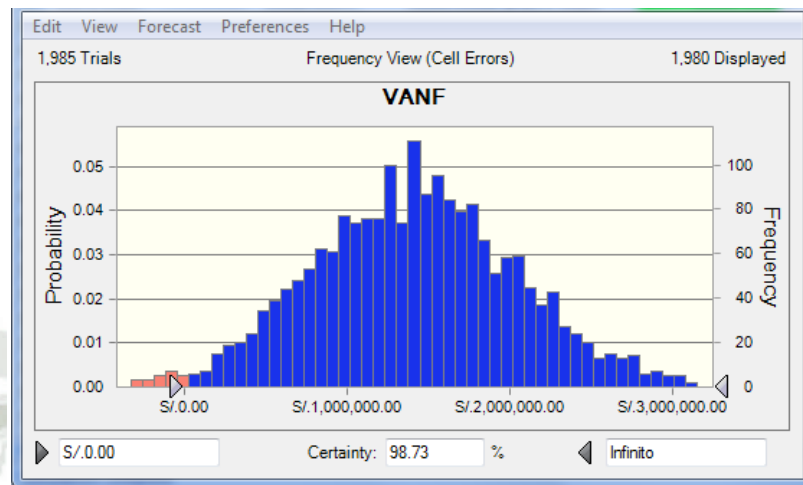 Edit View Forecast Preferences Help
1,985 Trials Frequency View (Cell Errors) 1,980 Displayed
VANF
Probability
0.05
0.04
0.03
0.02
0.01
0.00
100
80
60
40
20
0
Frequency
S/.0.00 S/.1,000,000.00 S/.2,000,000.00 S/.3,000,000.00
S/.0.00 Certainty: 98.73 % Infinito